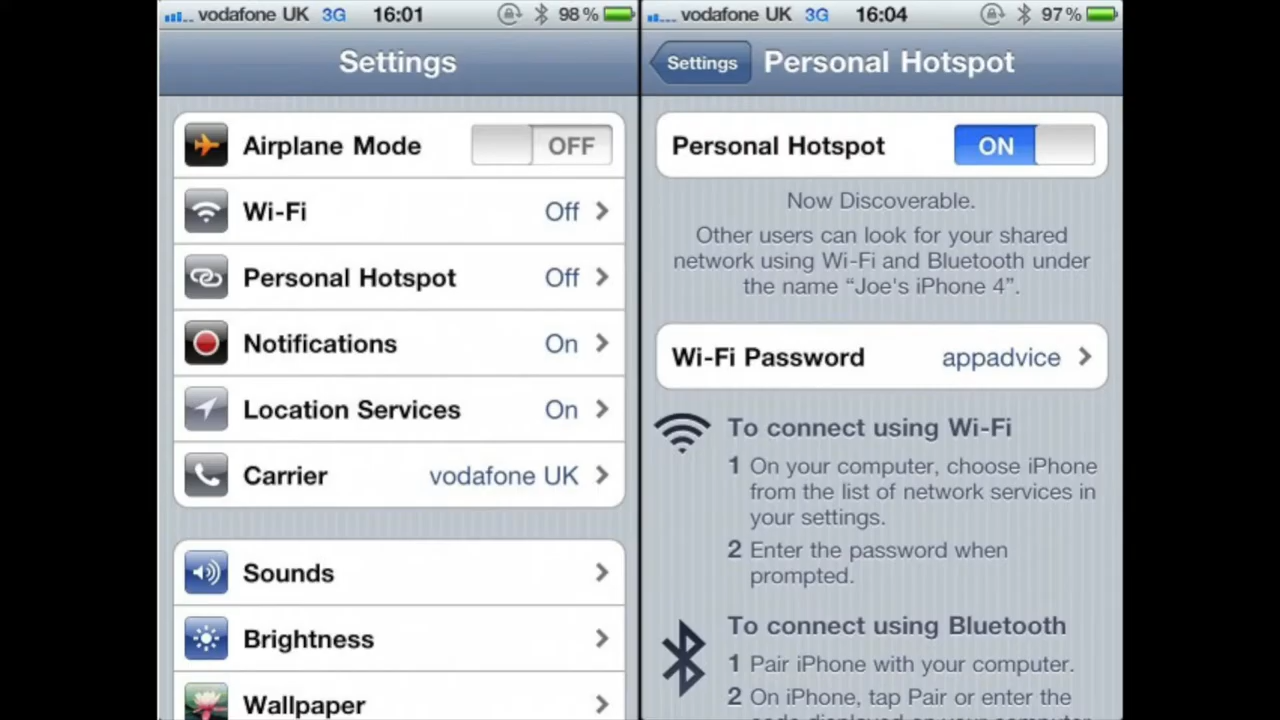 vodafone UK 3G 16:01 98%
Settings
Airplane Mode OFF
Wi-Fi Off
Personal Hotspot Off
Notifications On
Location Services On
Carrier vodafone UK
Sounds
Brightness
Wallpaper
vodafone UK 3G 16:04 97%
Settings Personal Hotspot
Personal Hotspot ON
Now Discoverable.
Other users can look for your shared
network using Wi-Fi and Bluetooth under
the name “Joe's iPhone 4”.
Wi-Fi Password appadvice
To connect using Wi-Fi
1 On your computer, choose iPhone
from the list of network services in
your settings.
2 Enter the password when
prompted.
To connect using Bluetooth
1 Pair iPhone with your computer.
2 On iPhone, tap Pair or enter the
code displayed on your computer